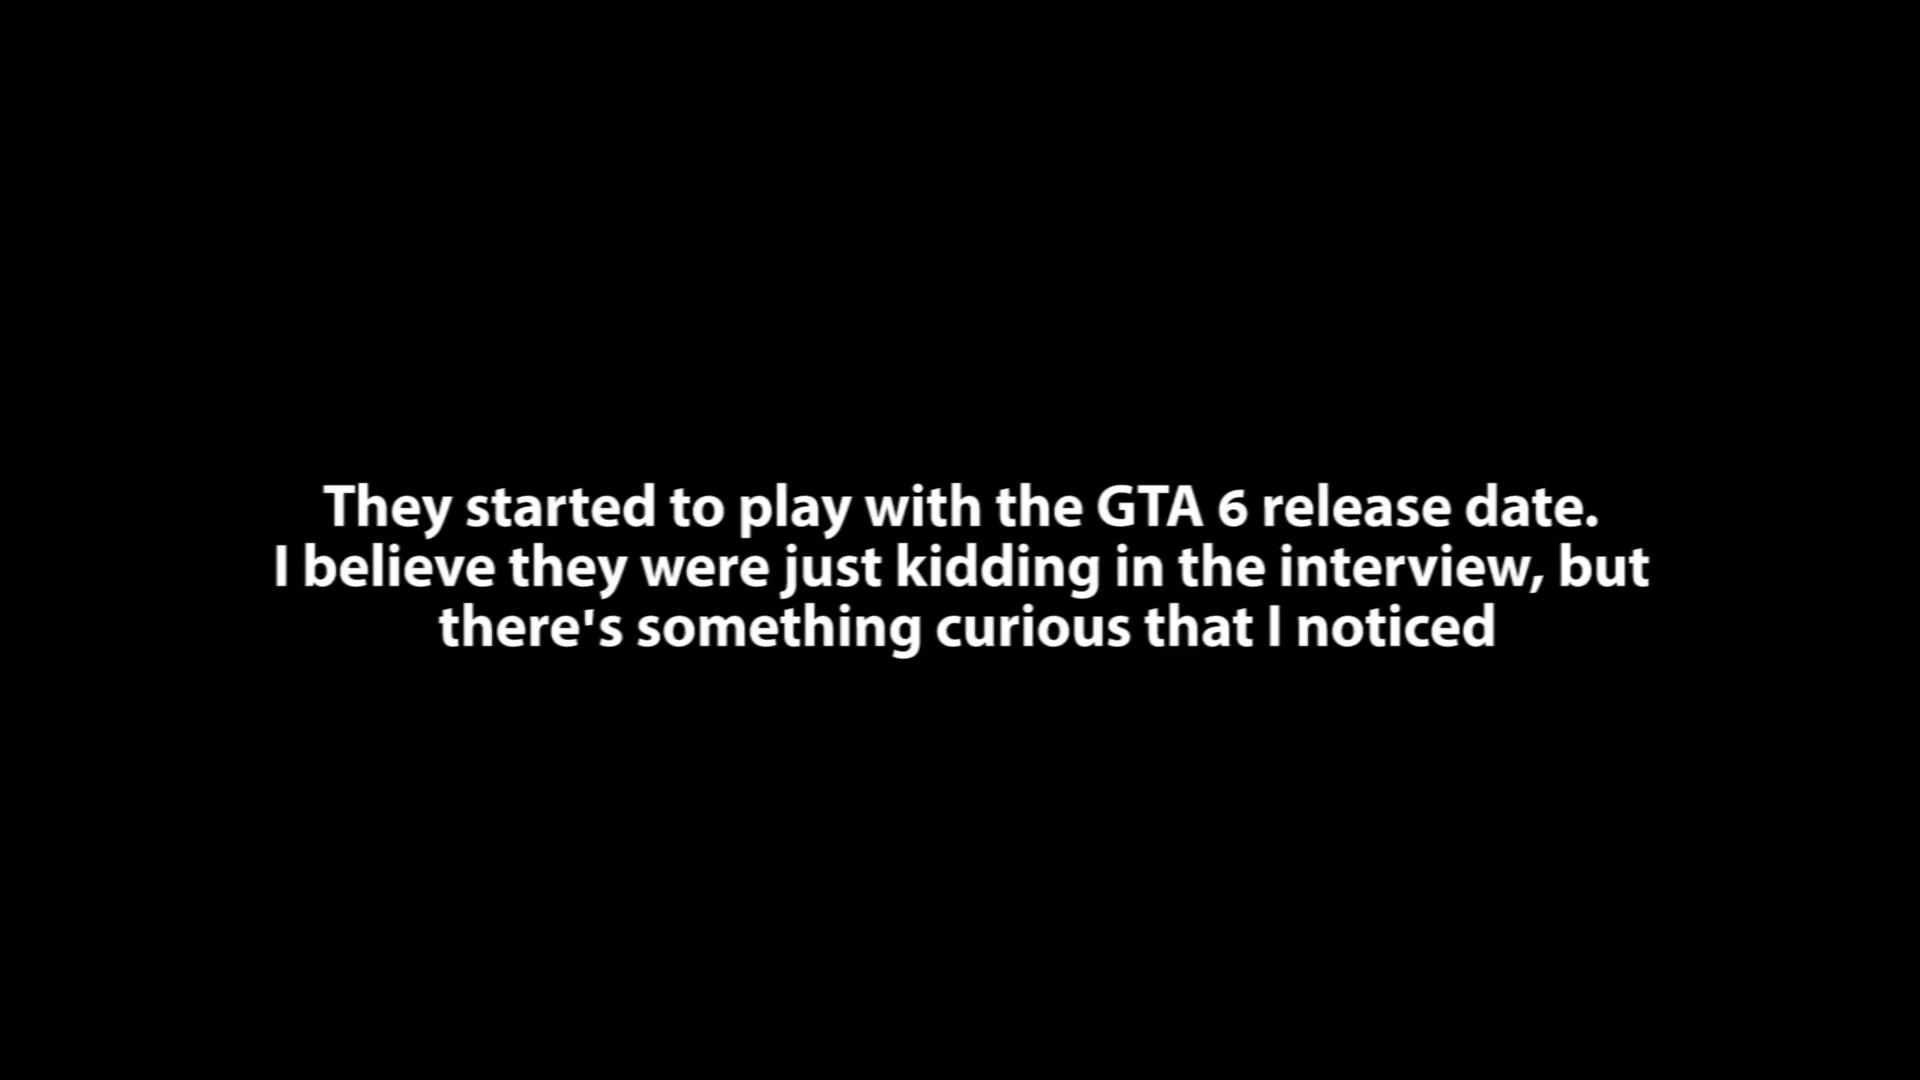 They started to play with the GTA 6 release date.
I believe they were just kidding in the interview, but
there's something curious that I noticed